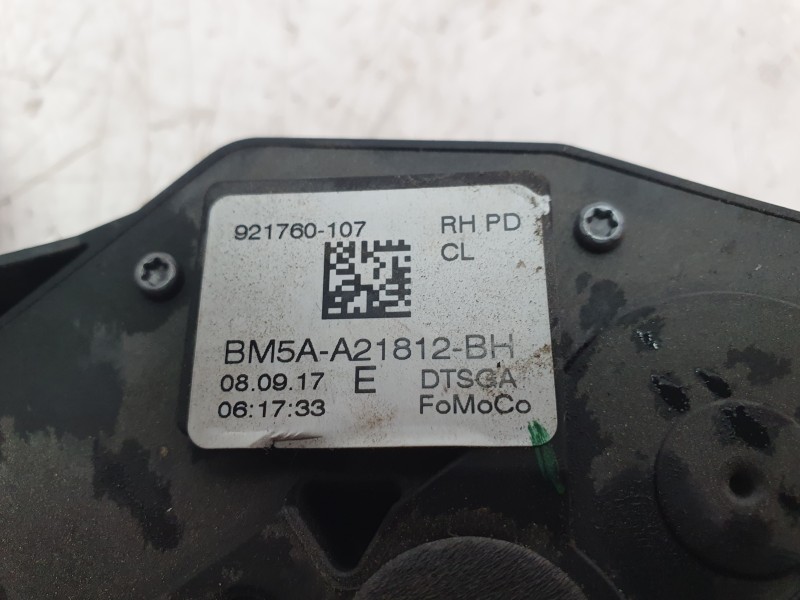 921760-107 RH PD
CL
BM5A-A21812-BH
08.09.17 E DTSGA
06:17:33 FoMoCo